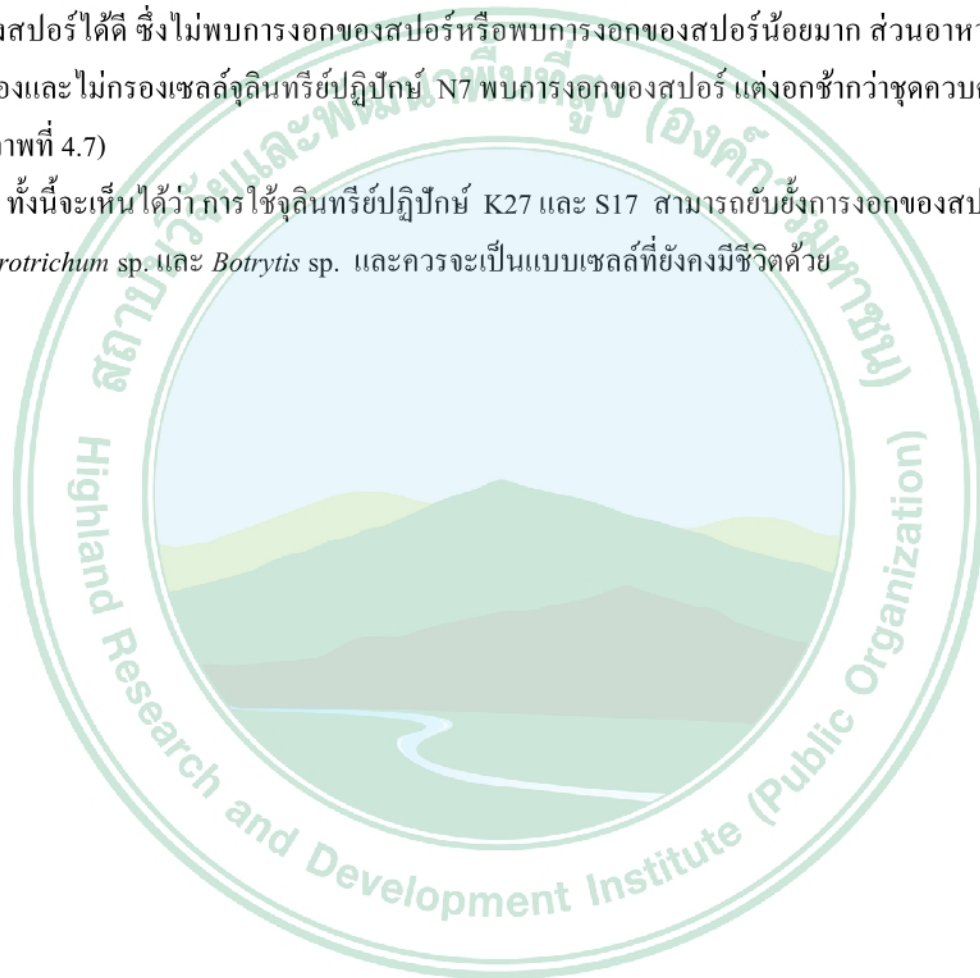 งสปอร์ได้ดี ซึ่งไม่พบการงอกของสปอร์หรือพบการงอกของสปอร์น้อยมาก ส่วนอาหา
องและไม่กรองเซลล์จุลินทรีย์ปฏิปักษ์ N7 พบการงอกของสปอร์ แต่งอกช้ากว่าชุดควบค
าพที่ 4.7)
ทั้งนี้จะเห็นได้ว่า การใช้จุลินทรีย์ปฏิปักษ์ K27 และ S17 สามารถยับยั้งการงอกของสป
rotrichum sp. และ Botrytis sp. และควรจะเป็นแบบเซลล์ที่ยังคงมีชีวิตด้วย
สถาบันวิจัยและพัฒนาพื้นที่สูง (องค์การมหาชน)
Highland Research and Development Institute (Public Organization)